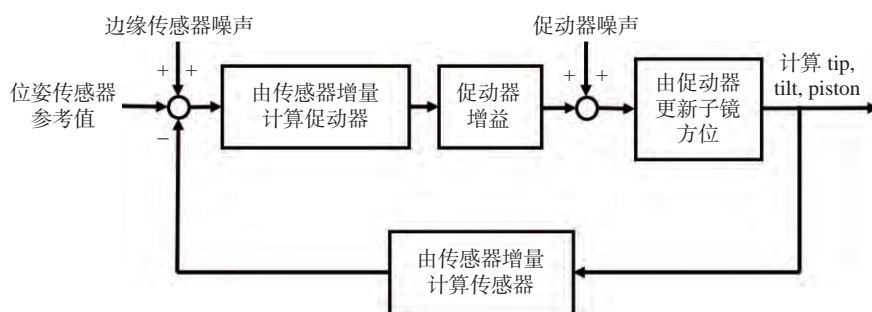 边缘传感器噪声
促动器噪声
+ +
+ +
计算 tip,
tilt, piston
位姿传感器
参考值
由传感器增量
计算促动器
促动器
增益
由促动器
更新子镜
方位
−
由传感器增量
计算传感器